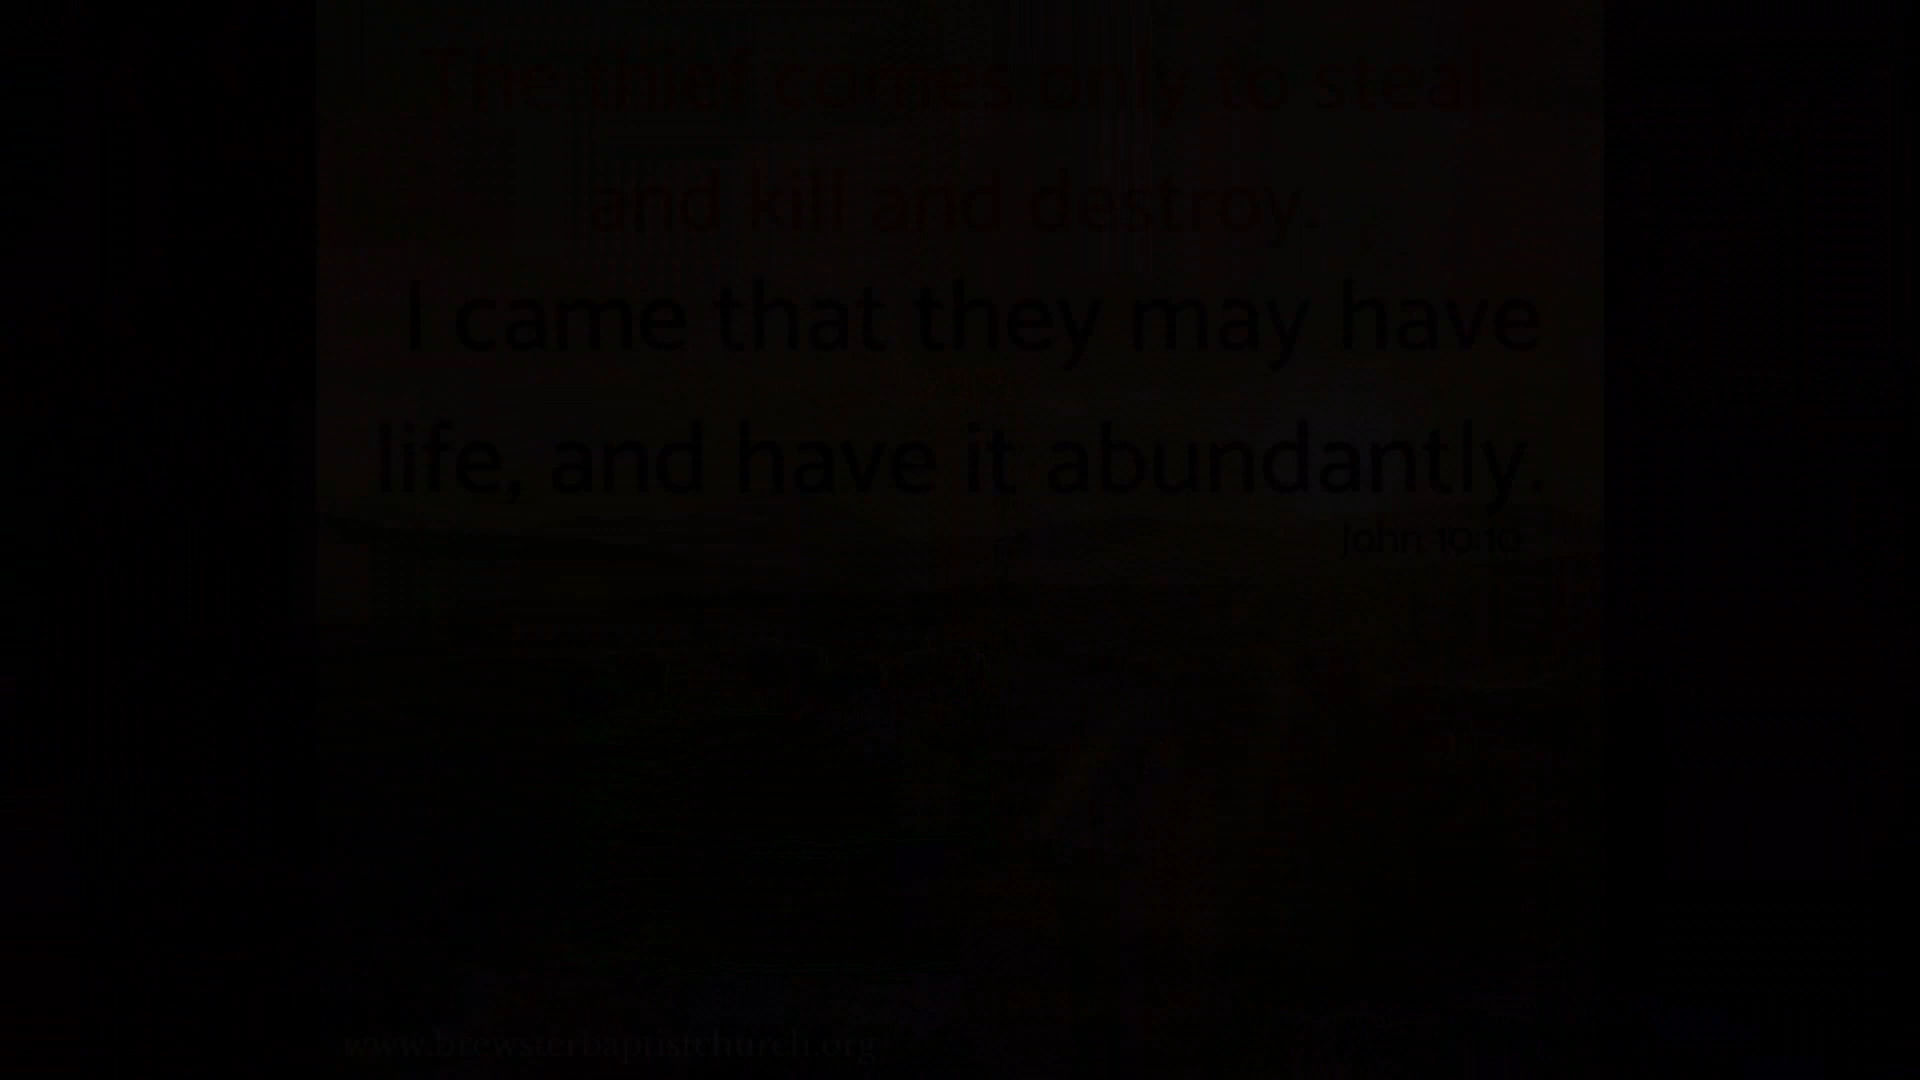 The thief comes only to steal
and kill and destroy.
I came that they may have
life, and have it abundantly.
John 10:10
www.brewsterbaptistchurch.org